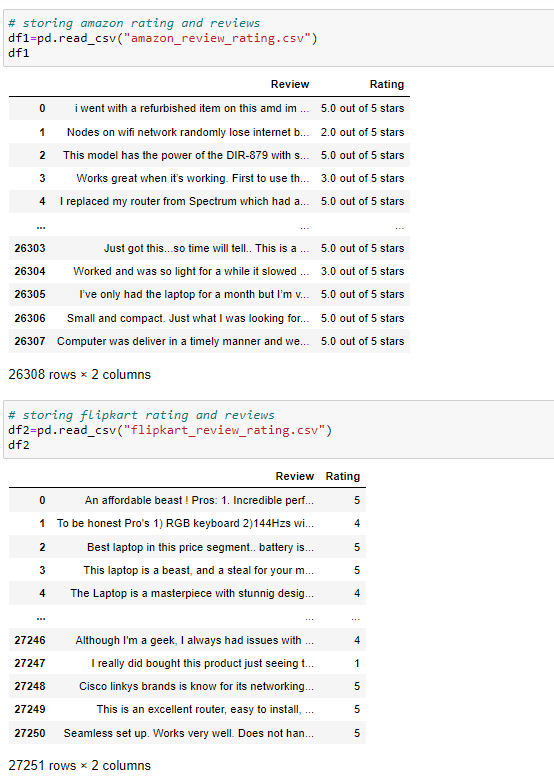 # storing amazon rating and reviews
df1=pd.read_csv("amazon_review_rating.csv")
df1
Review Rating
0 i went with a refurbished item on this amd im ... 5.0 out of 5 stars
1 Nodes on wifi network randomly lose internet b... 2.0 out of 5 stars
2 This model has the power of the DIR-879 with s... 5.0 out of 5 stars
3 Works great when it's working. First to use th... 3.0 out of 5 stars
4 I replaced my router from Spectrum which had a... 5.0 out of 5 stars
... ... ...
26303 Just got this...so time will tell.. This is a ... 5.0 out of 5 stars
26304 Worked and was so light for a while it slowed ... 3.0 out of 5 stars
26305 I've only had the laptop for a month but I'm v... 5.0 out of 5 stars
26306 Small and compact. Just what I was looking for... 5.0 out of 5 stars
26307 Computer was deliver in a timely manner and we... 5.0 out of 5 stars
26308 rows × 2 columns
# storing flipkart rating and reviews
df2=pd.read_csv("flipkart_review_rating.csv")
df2
Review Rating
0 An affordable beast ! Pros: 1. Incredible perf... 5
1 To be honest Pro's 1) RGB keyboard 2)144Hzs wi... 4
2 Best laptop in this price segment.. battery is... 5
3 This laptop is a beast, and a steal for your m... 5
4 The Laptop is a masterpiece with stunnig desig... 4
... ... ...
27246 Although I'm a geek, I always had issues with ... 4
27247 I really did bought this product just seeing t... 1
27248 Cisco linkys brands is know for its networking... 5
27249 This is an excellent router, easy to install, ... 5
27250 Seamless set up. Works very well. Does not han... 5
27251 rows × 2 columns